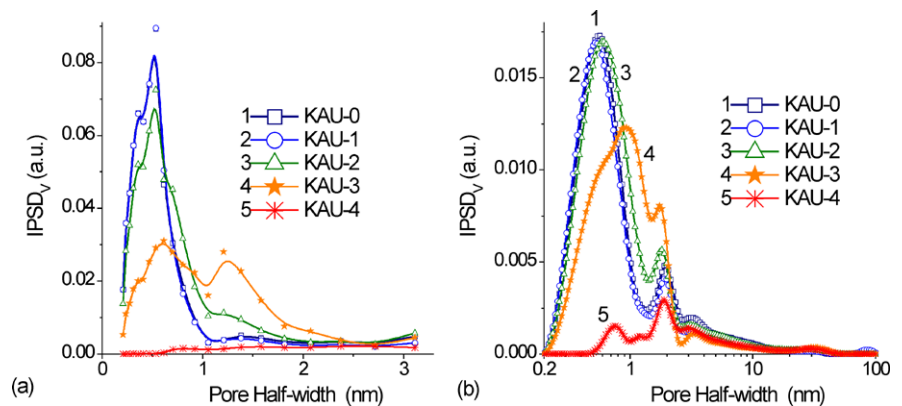 0.08
0.06
0.04
0.02
0.00
IPSDV (a.u.)
1 KAU-0
2 KAU-1
3 KAU-2
4 KAU-3
5 KAU-4
0 1 2 3
(a) Pore Half-width (nm)
0.015
0.010
0.005
0.000
IPSDV (a.u.)
1
2
3
4
5
1 KAU-0
2 KAU-1
3 KAU-2
4 KAU-3
5 KAU-4
0.2 1 10 100
(b) Pore Half-width (nm)